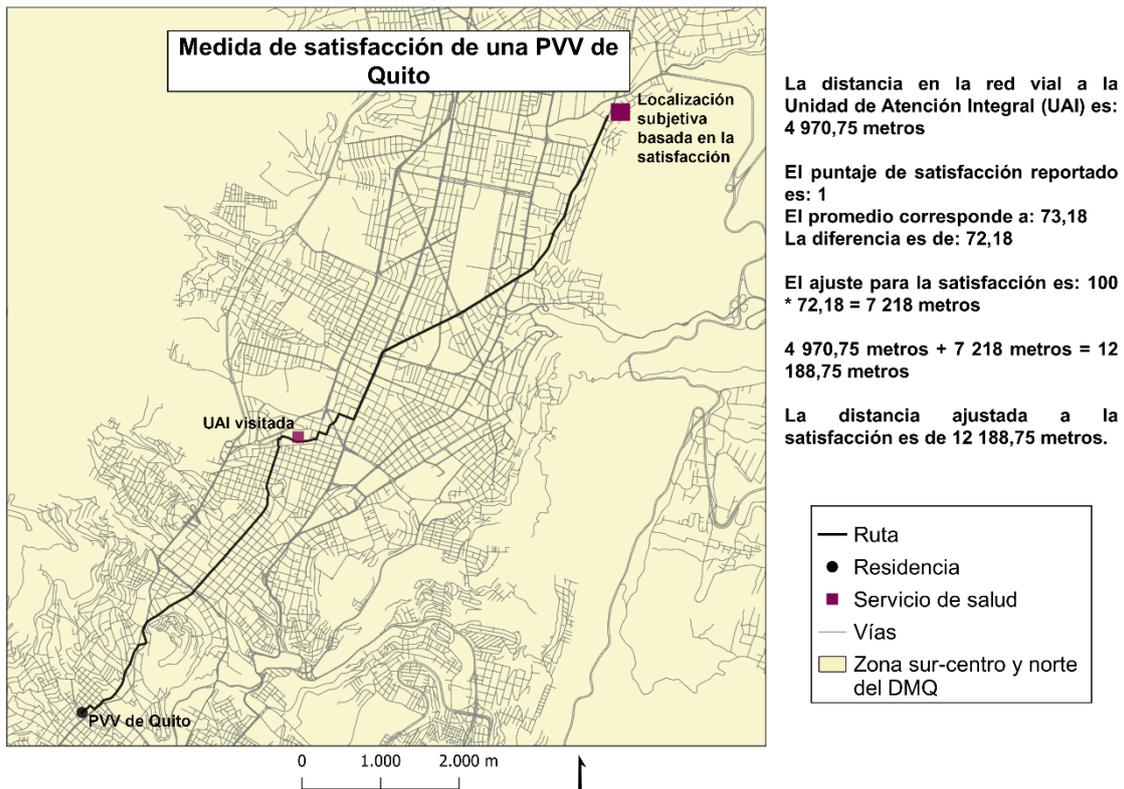 Medida de satisfacción de una PVV de
Quito
Localización
subjetiva
basada en la
satisfacción
UAI visitada
PVV de Quito
0 1.000 2.000 m
La distancia en la red vial a la
Unidad de Atención Integral (UAI) es:
4 970,75 metros
El puntaje de satisfacción reportado
es: 1
El promedio corresponde a: 73,18
La diferencia es de: 72,18
El ajuste para la satisfacción es: 100
* 72,18 = 7 218 metros
4 970,75 metros + 7 218 metros = 12
188,75 metros
La distancia ajustada a la
satisfacción es de 12 188,75 metros.
Ruta
Residencia
Servicio de salud
Vías
Zona sur-centro y norte
del DMQ